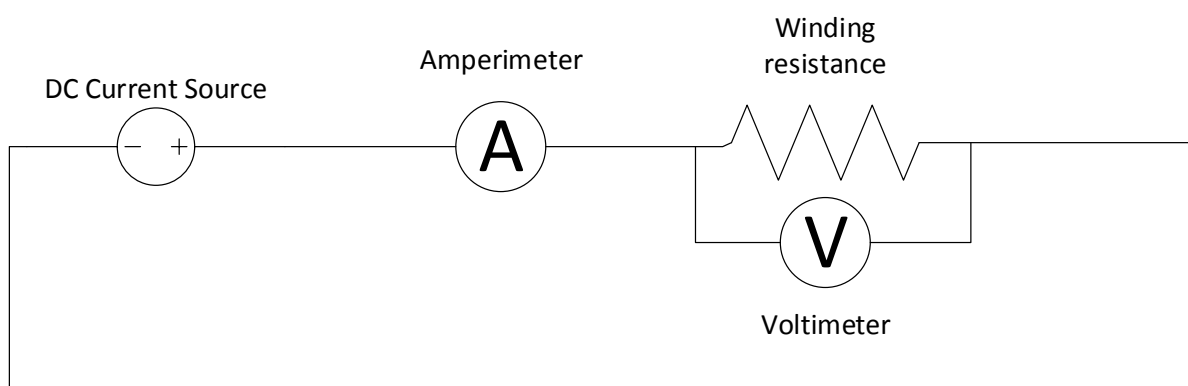 Winding
resistance
Amperimeter
DC Current Source
− +
A
V
Voltimeter